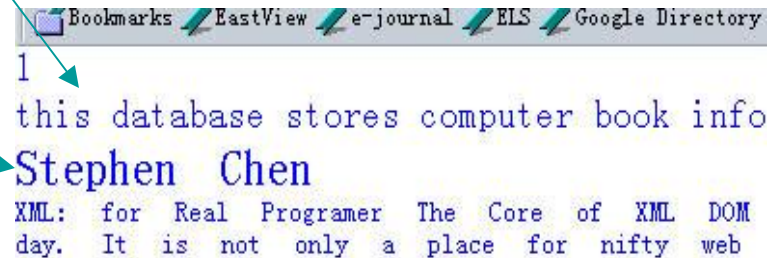 Bookmarks EastView e-journal ELS Google Directory
1
this database stores computer book info
Stephen Chen
XML: for Real Programer The Core of XML DOM
day. It is not only a place for nifty web